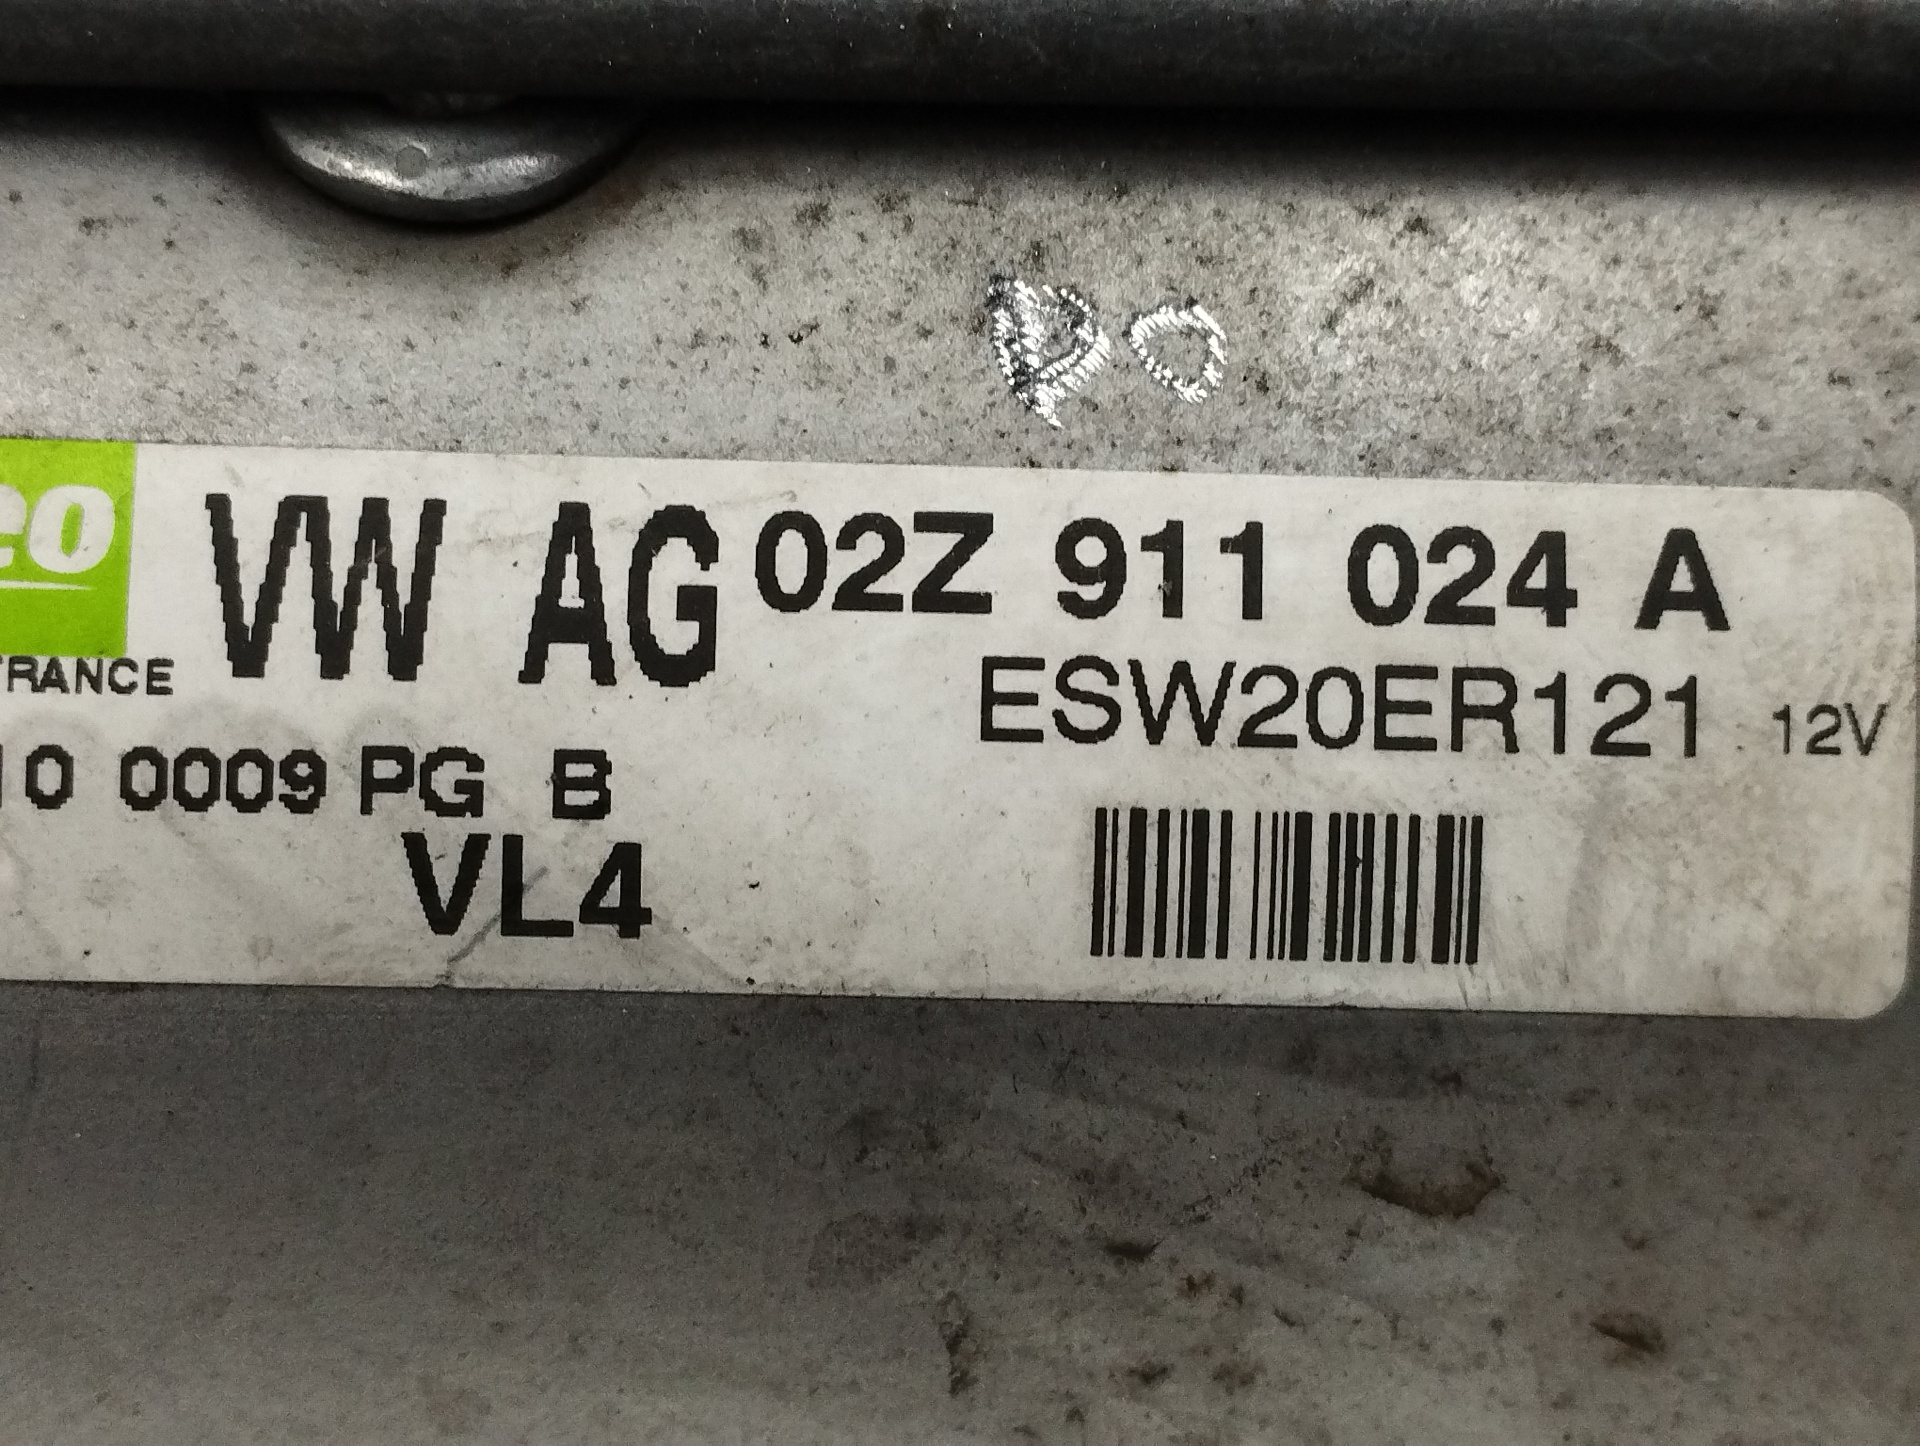 VW AG 02Z 911 024 A
FRANCE
ESW20ER121 12V
10 0009 PG B
VL4